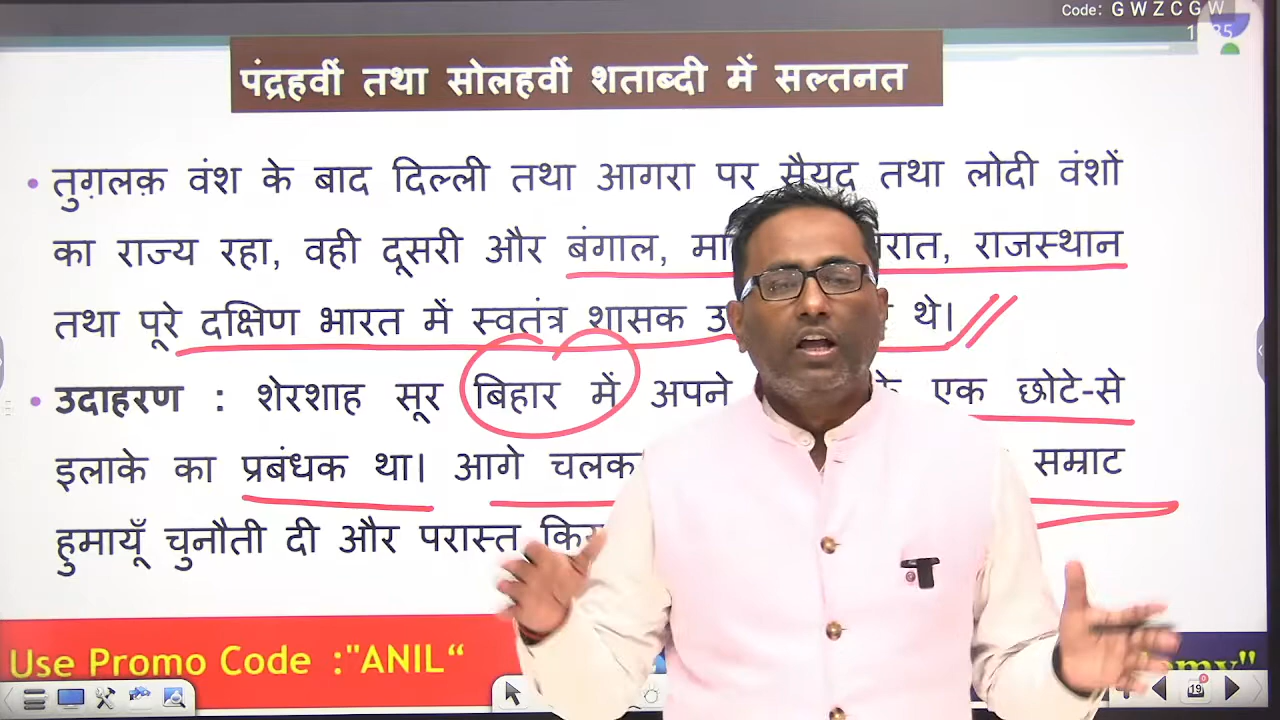 Code: G W Z C G W
पंद्रहवीं तथा सोलहवीं शताब्दी में सल्तनत
• तुग़लक़ वंश के बाद दिल्ली तथा आगरा पर सैयद तथा लोदी वंशों
का राज्य रहा, वही दूसरी और बंगाल, राजस्थान
तथा पूरे दक्षिण भारत में स्वतंत्र शासक थे।
• उदाहरण : शेरशाह सूर बिहार में अपने एक छोटे-से
इलाके का प्रबंधक था। आगे सम्राट
हुमायूँ चुनौती दी और परास्त
Use Promo Code :"ANIL“
19